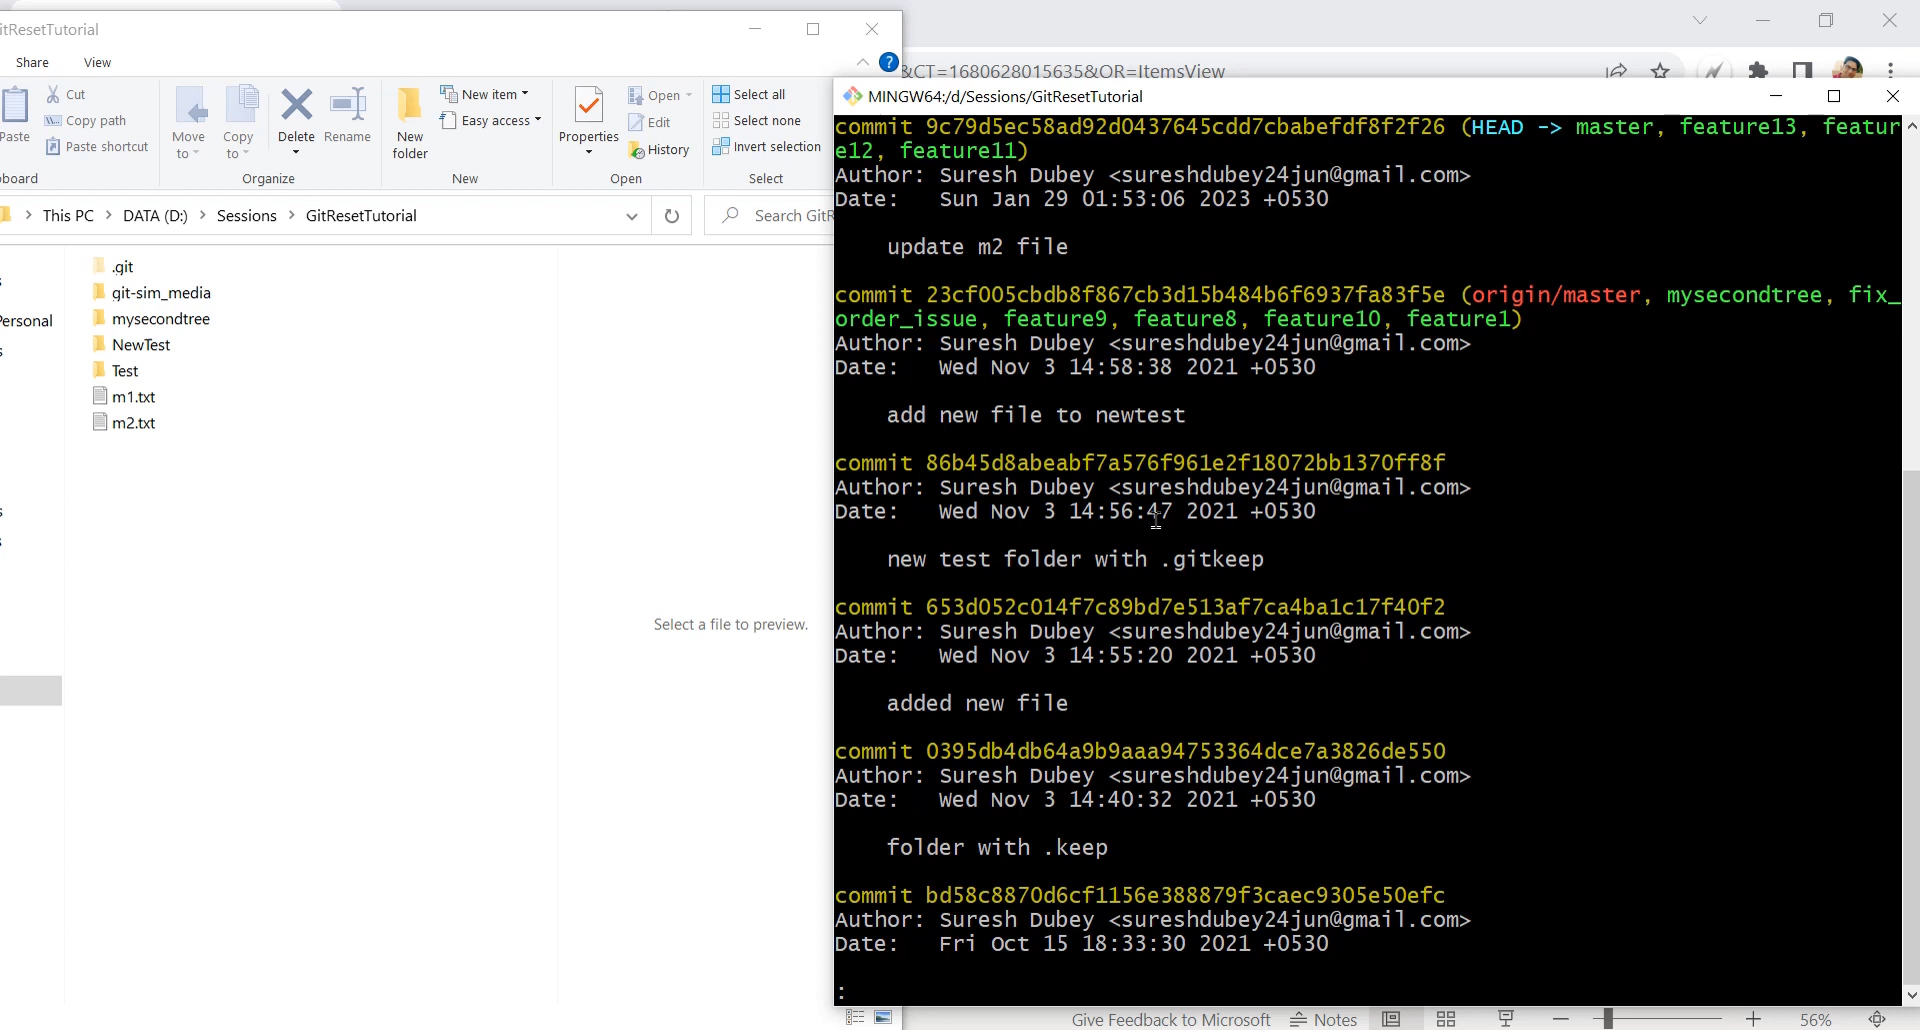 itResetTutorial
Share View
Cut
Copy path
Paste shortcut
Paste
Move to
Copy to
Delete
Rename
New folder
New item
Easy access
Properties
Open
Edit
History
Select all
Select none
Invert selection
board Organize New Open Select
This PC > DATA (D:) > Sessions > GitResetTutorial
Search GitR
.git
git-sim_media
mysecondtree
NewTest
Test
m1.txt
m2.txt
ersonal
Select a file to preview.
&CT=1680628015635&OR=ItemsView
MINGW64:/d/Sessions/GitResetTutorial
commit 9c79d5ec58ad92d0437645cdd7cbabefdf8f2f26 (HEAD -> master, feature13, featur
e12, feature11)
Author: Suresh Dubey <sureshdubey24jun@gmail.com>
Date: Sun Jan 29 01:53:06 2023 +0530
update m2 file
commit 23cf005cbdb8f867cb3d15b484b6f6937fa83f5e (origin/master, mysecondtree, fix_
order_issue, feature9, feature8, feature10, feature1)
Author: Suresh Dubey <sureshdubey24jun@gmail.com>
Date: Wed Nov 3 14:58:38 2021 +0530
add new file to newtest
commit 86b45d8abeabf7a576f961e2f18072bb1370ff8f
Author: Suresh Dubey <sureshdubey24jun@gmail.com>
Date: Wed Nov 3 14:56:47 2021 +0530
new test folder with .gitkeep
commit 653d052c014f7c89bd7e513af7ca4ba1c17f40f2
Author: Suresh Dubey <sureshdubey24jun@gmail.com>
Date: Wed Nov 3 14:55:20 2021 +0530
added new file
commit 0395db4db64a9b9aaa94753364dce7a3826de550
Author: Suresh Dubey <sureshdubey24jun@gmail.com>
Date: Wed Nov 3 14:40:32 2021 +0530
folder with .keep
commit bd58c8870d6cf1156e388879f3caec9305e50efc
Author: Suresh Dubey <sureshdubey24jun@gmail.com>
Date: Fri Oct 15 18:33:30 2021 +0530
:
Give Feedback to Microsoft Notes 56%